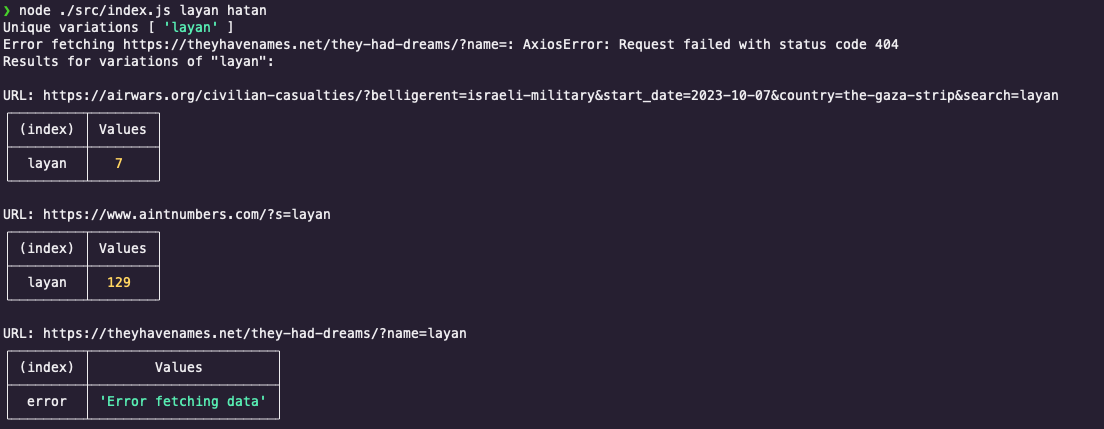 ❯ node ./src/index.js layan hatan
Unique variations [ 'layan' ]
Error fetching https://theyhavenames.net/they-had-dreams/?name=: AxiosError: Request failed with status code 404
Results for variations of "layan":
URL: https://airwars.org/civilian-casualties/?belligerent=israeli-military&start_date=2023-10-07&country=the-gaza-strip&search=layan
(index) Values
layan 7
URL: https://www.aintnumbers.com/?s=layan
(index) Values
layan 129
URL: https://theyhavenames.net/they-had-dreams/?name=layan
(index) Values
error 'Error fetching data'